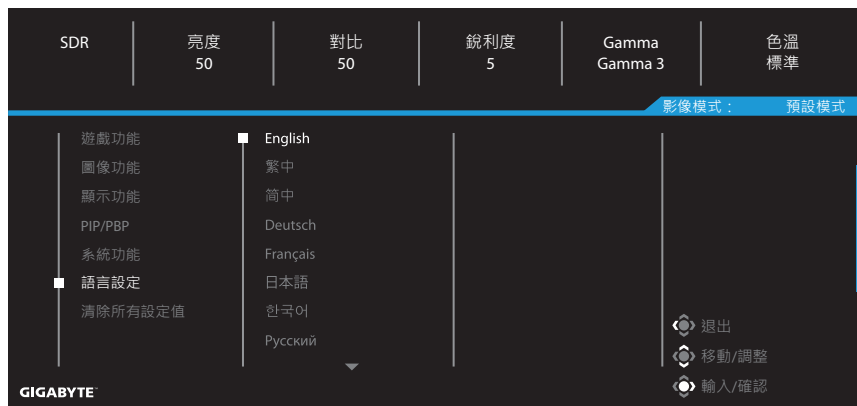 SDR
亮度
50
對比
50
銳利度
5
Gamma
Gamma 3
色溫
標準
影像模式： 預設模式
遊戲功能
圖像功能
顯示功能
PIP/PBP
系統功能
語言設定
清除所有設定值
English
繁中
简中
Deutsch
Français
日本語
한국어
Русский
退出
移動/調整
輸入/確認
GIGABYTE™